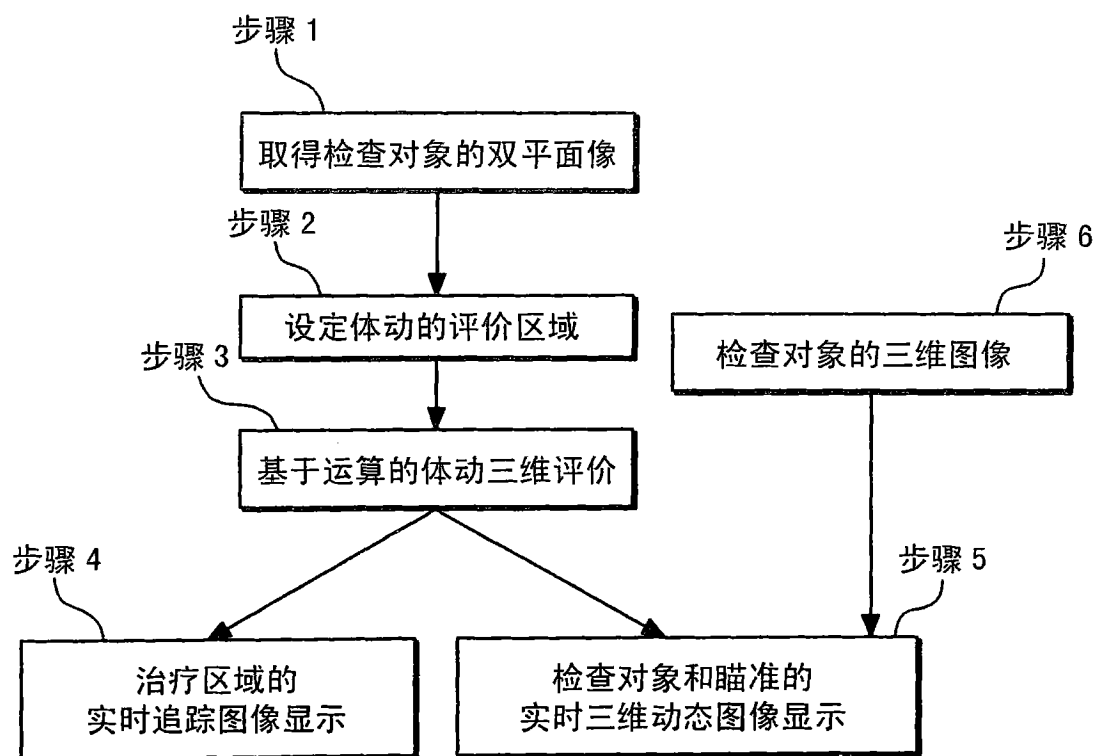 步骤 1
取得检查对象的双平面像
步骤 2
设定体动的评价区域
步骤 6
检查对象的三维图像
步骤 3
基于运算的体动三维评价
步骤 4
治疗区域的
实时追踪图像显示
步骤 5
检查对象和瞄准的
实时三维动态图像显示